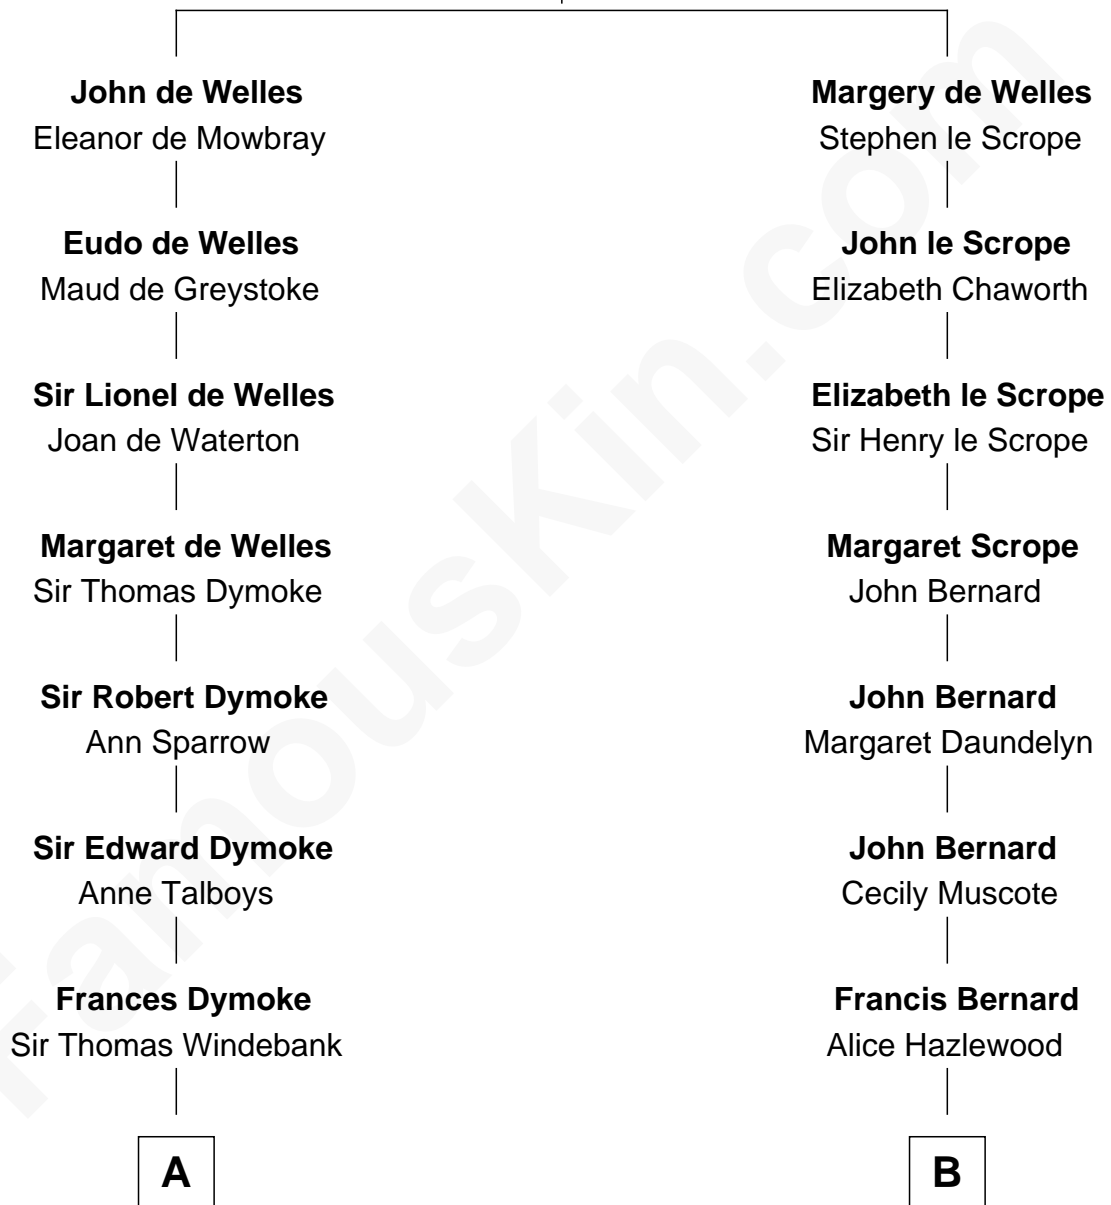 John de Welles
Eleanor de Mowbray
Eudo de Welles
Maud de Greystoke
Sir Lionel de Welles
Joan de Waterton
Margaret de Welles
Sir Thomas Dymoke
Sir Robert Dymoke
Ann Sparrow
Sir Edward Dymoke
Anne Talboys
Frances Dymoke
Sir Thomas Windebank
A
Margery de Welles
Stephen le Scrope
John le Scrope
Elizabeth Chaworth
Elizabeth le Scrope
Sir Henry le Scrope
Margaret Scrope
John Bernard
John Bernard
Margaret Daundelyn
John Bernard
Cecily Muscote
Francis Bernard
Alice Hazlewood
B
FamousKin.com